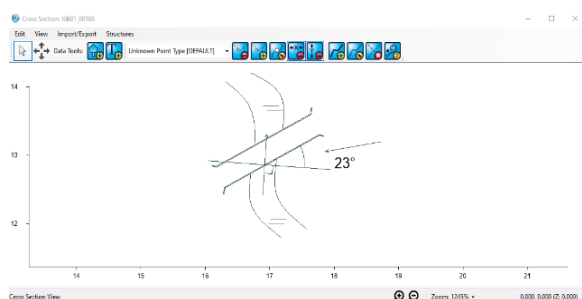 Cross Section: ISIK01_00186
Edit View Import/Export Structures
Data Tools: Unknown Point Type [DEFAULT]
14
13
12
23°
14 15 16 17 18 19 20 21
Cross Section View Zoom: 1245% 0.000, 0.000 (Z: 0.000)